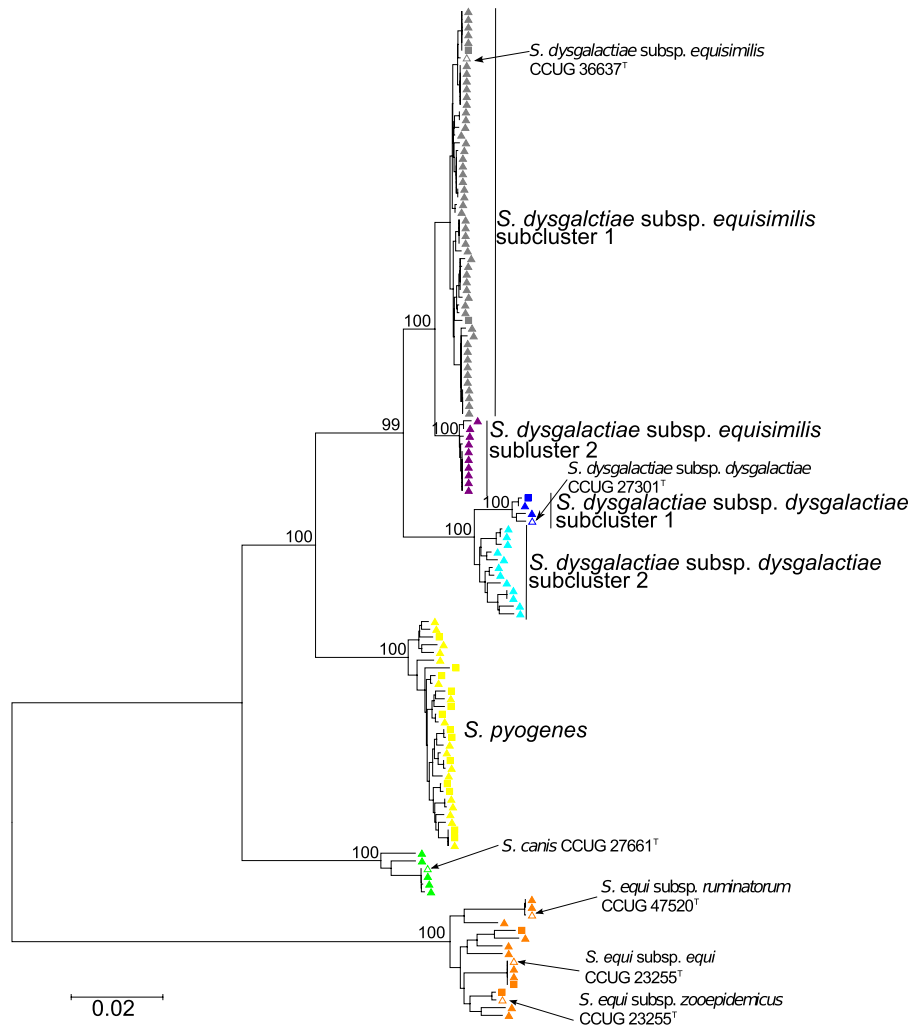 S. dysgalactiae subsp. equisimilis
CCUG 36637ᵀ
S. dysgalctiae subsp. equisimilis
subcluster 1
100
99
100
S. dysgalactiae subsp. equisimilis
subluster 2
S. dysgalactiae subsp. dysgalactiae
CCUG 27301ᵀ
100
S. dysgalactiae subsp. dysgalactiae
subcluster 1
100
100
S. dysgalactiae subsp. dysgalactiae
subcluster 2
100
S. pyogenes
100
S. canis CCUG 27661ᵀ
S. equi subsp. ruminatorum
CCUG 47520ᵀ
100
S. equi subsp. equi
CCUG 23255ᵀ
S. equi subsp. zooepidemicus
CCUG 23255ᵀ
0.02